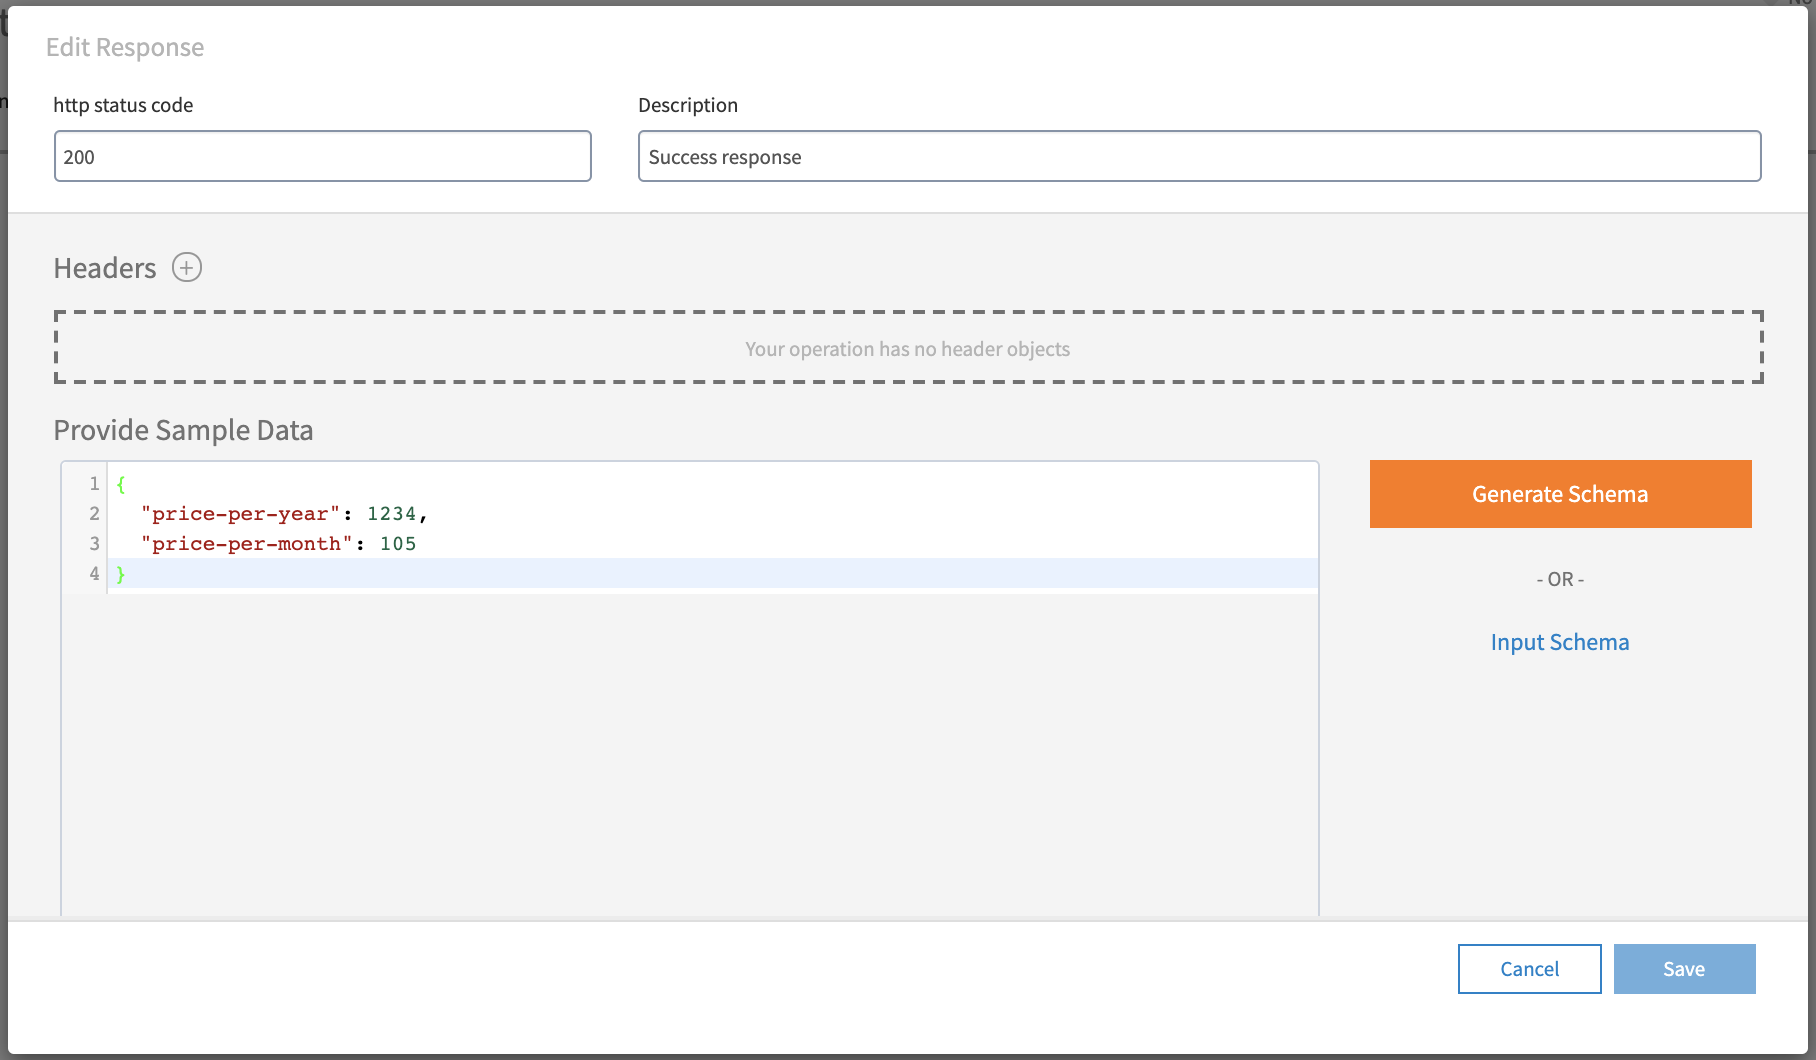 Edit Response
http status code
Description
200
Success response
Headers
Your operation has no header objects
Provide Sample Data
1 {
2 "price-per-year": 1234,
3 "price-per-month": 105
4 }
Generate Schema
- OR -
Input Schema
Cancel
Save